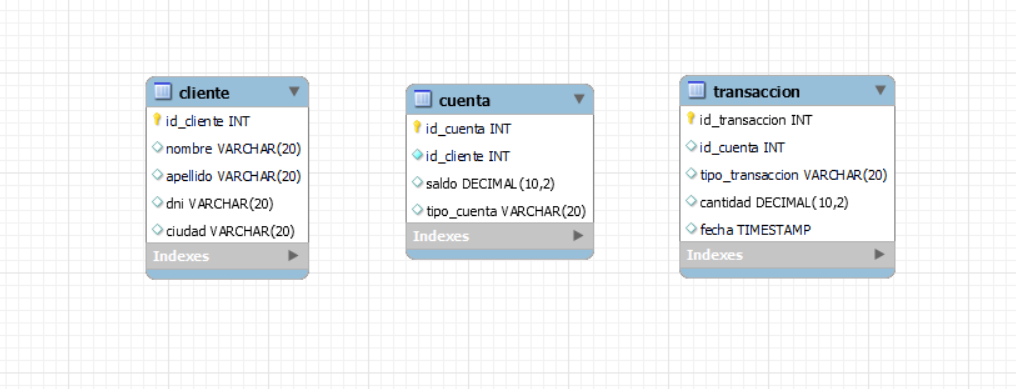 cliente
id_cliente INT
nombre VARCHAR(20)
apellido VARCHAR(20)
dni VARCHAR(20)
ciudad VARCHAR(20)
Indexes
cuenta
id_cuenta INT
id_cliente INT
saldo DECIMAL(10,2)
tipo_cuenta VARCHAR(20)
Indexes
transaccion
id_transaccion INT
id_cuenta INT
tipo_transaccion VARCHAR(20)
cantidad DECIMAL(10,2)
fecha TIMESTAMP
Indexes